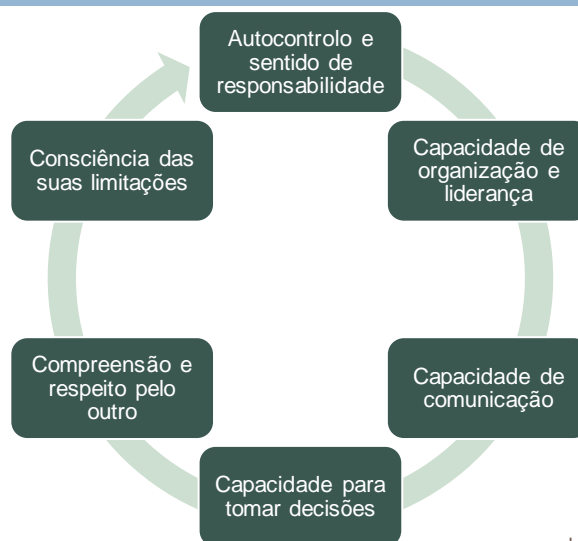 Autocontrolo e
sentido de
responsabilidade
Capacidade de
organização e
liderança
Capacidade de
comunicação
Capacidade para
tomar decisões
Compreensão e
respeito pelo
outro
Consciência das
suas limitações